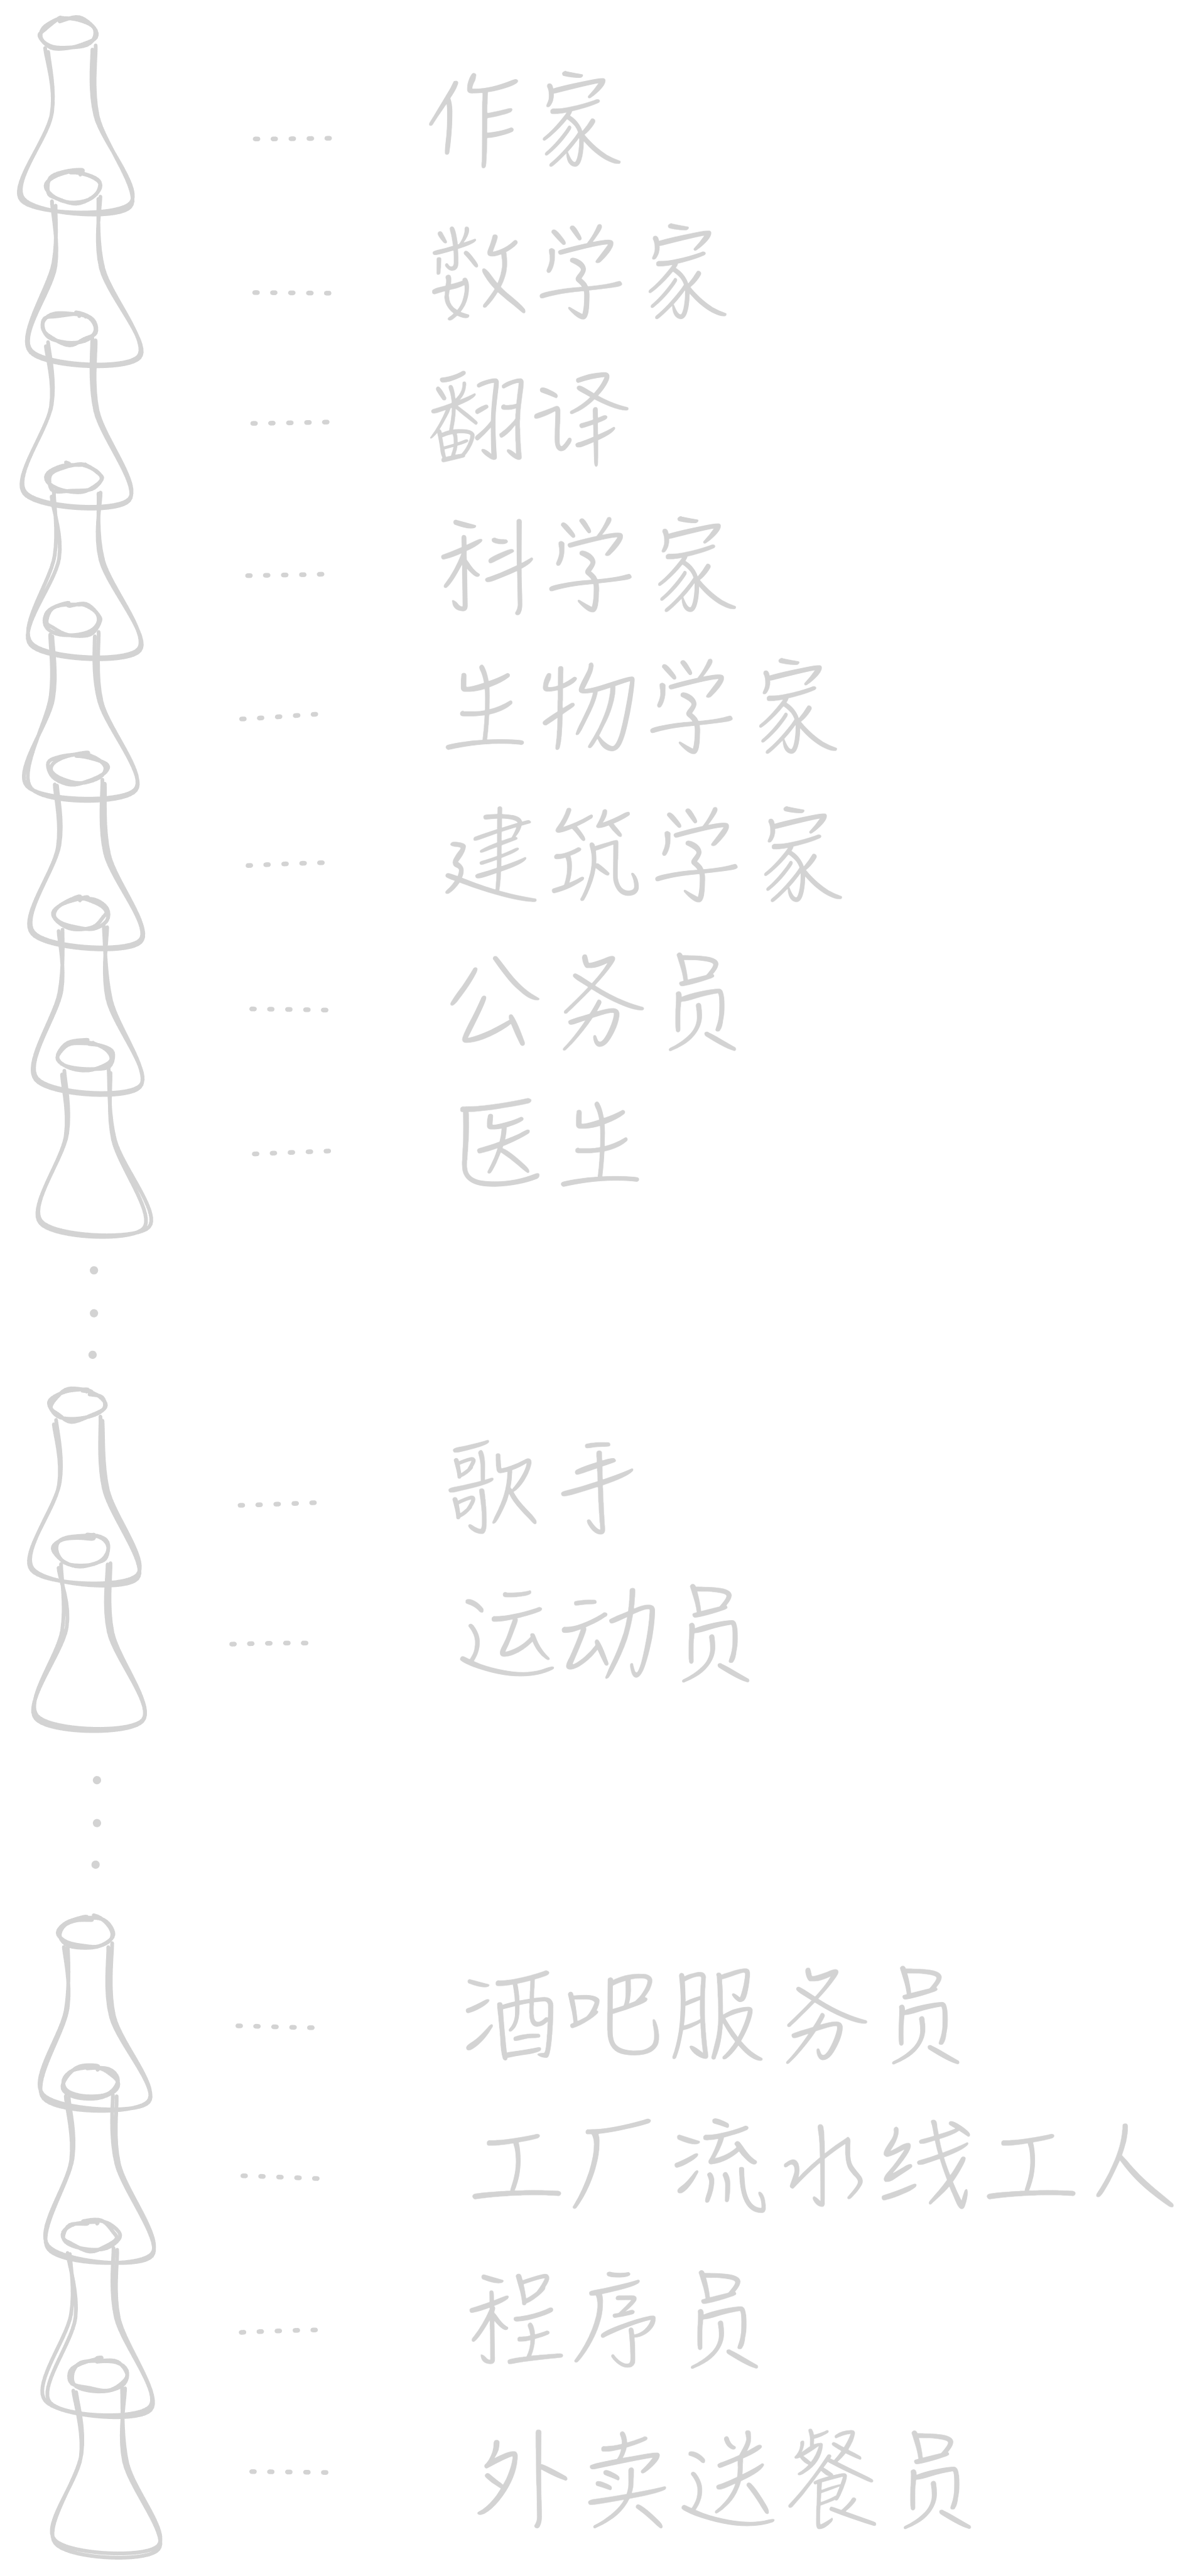 作家
数学家
翻译
科学家
生物学家
建筑学家
公务员
医生
歌手
运动员
酒吧服务员
工厂流水线工人
程序员
外卖送餐员